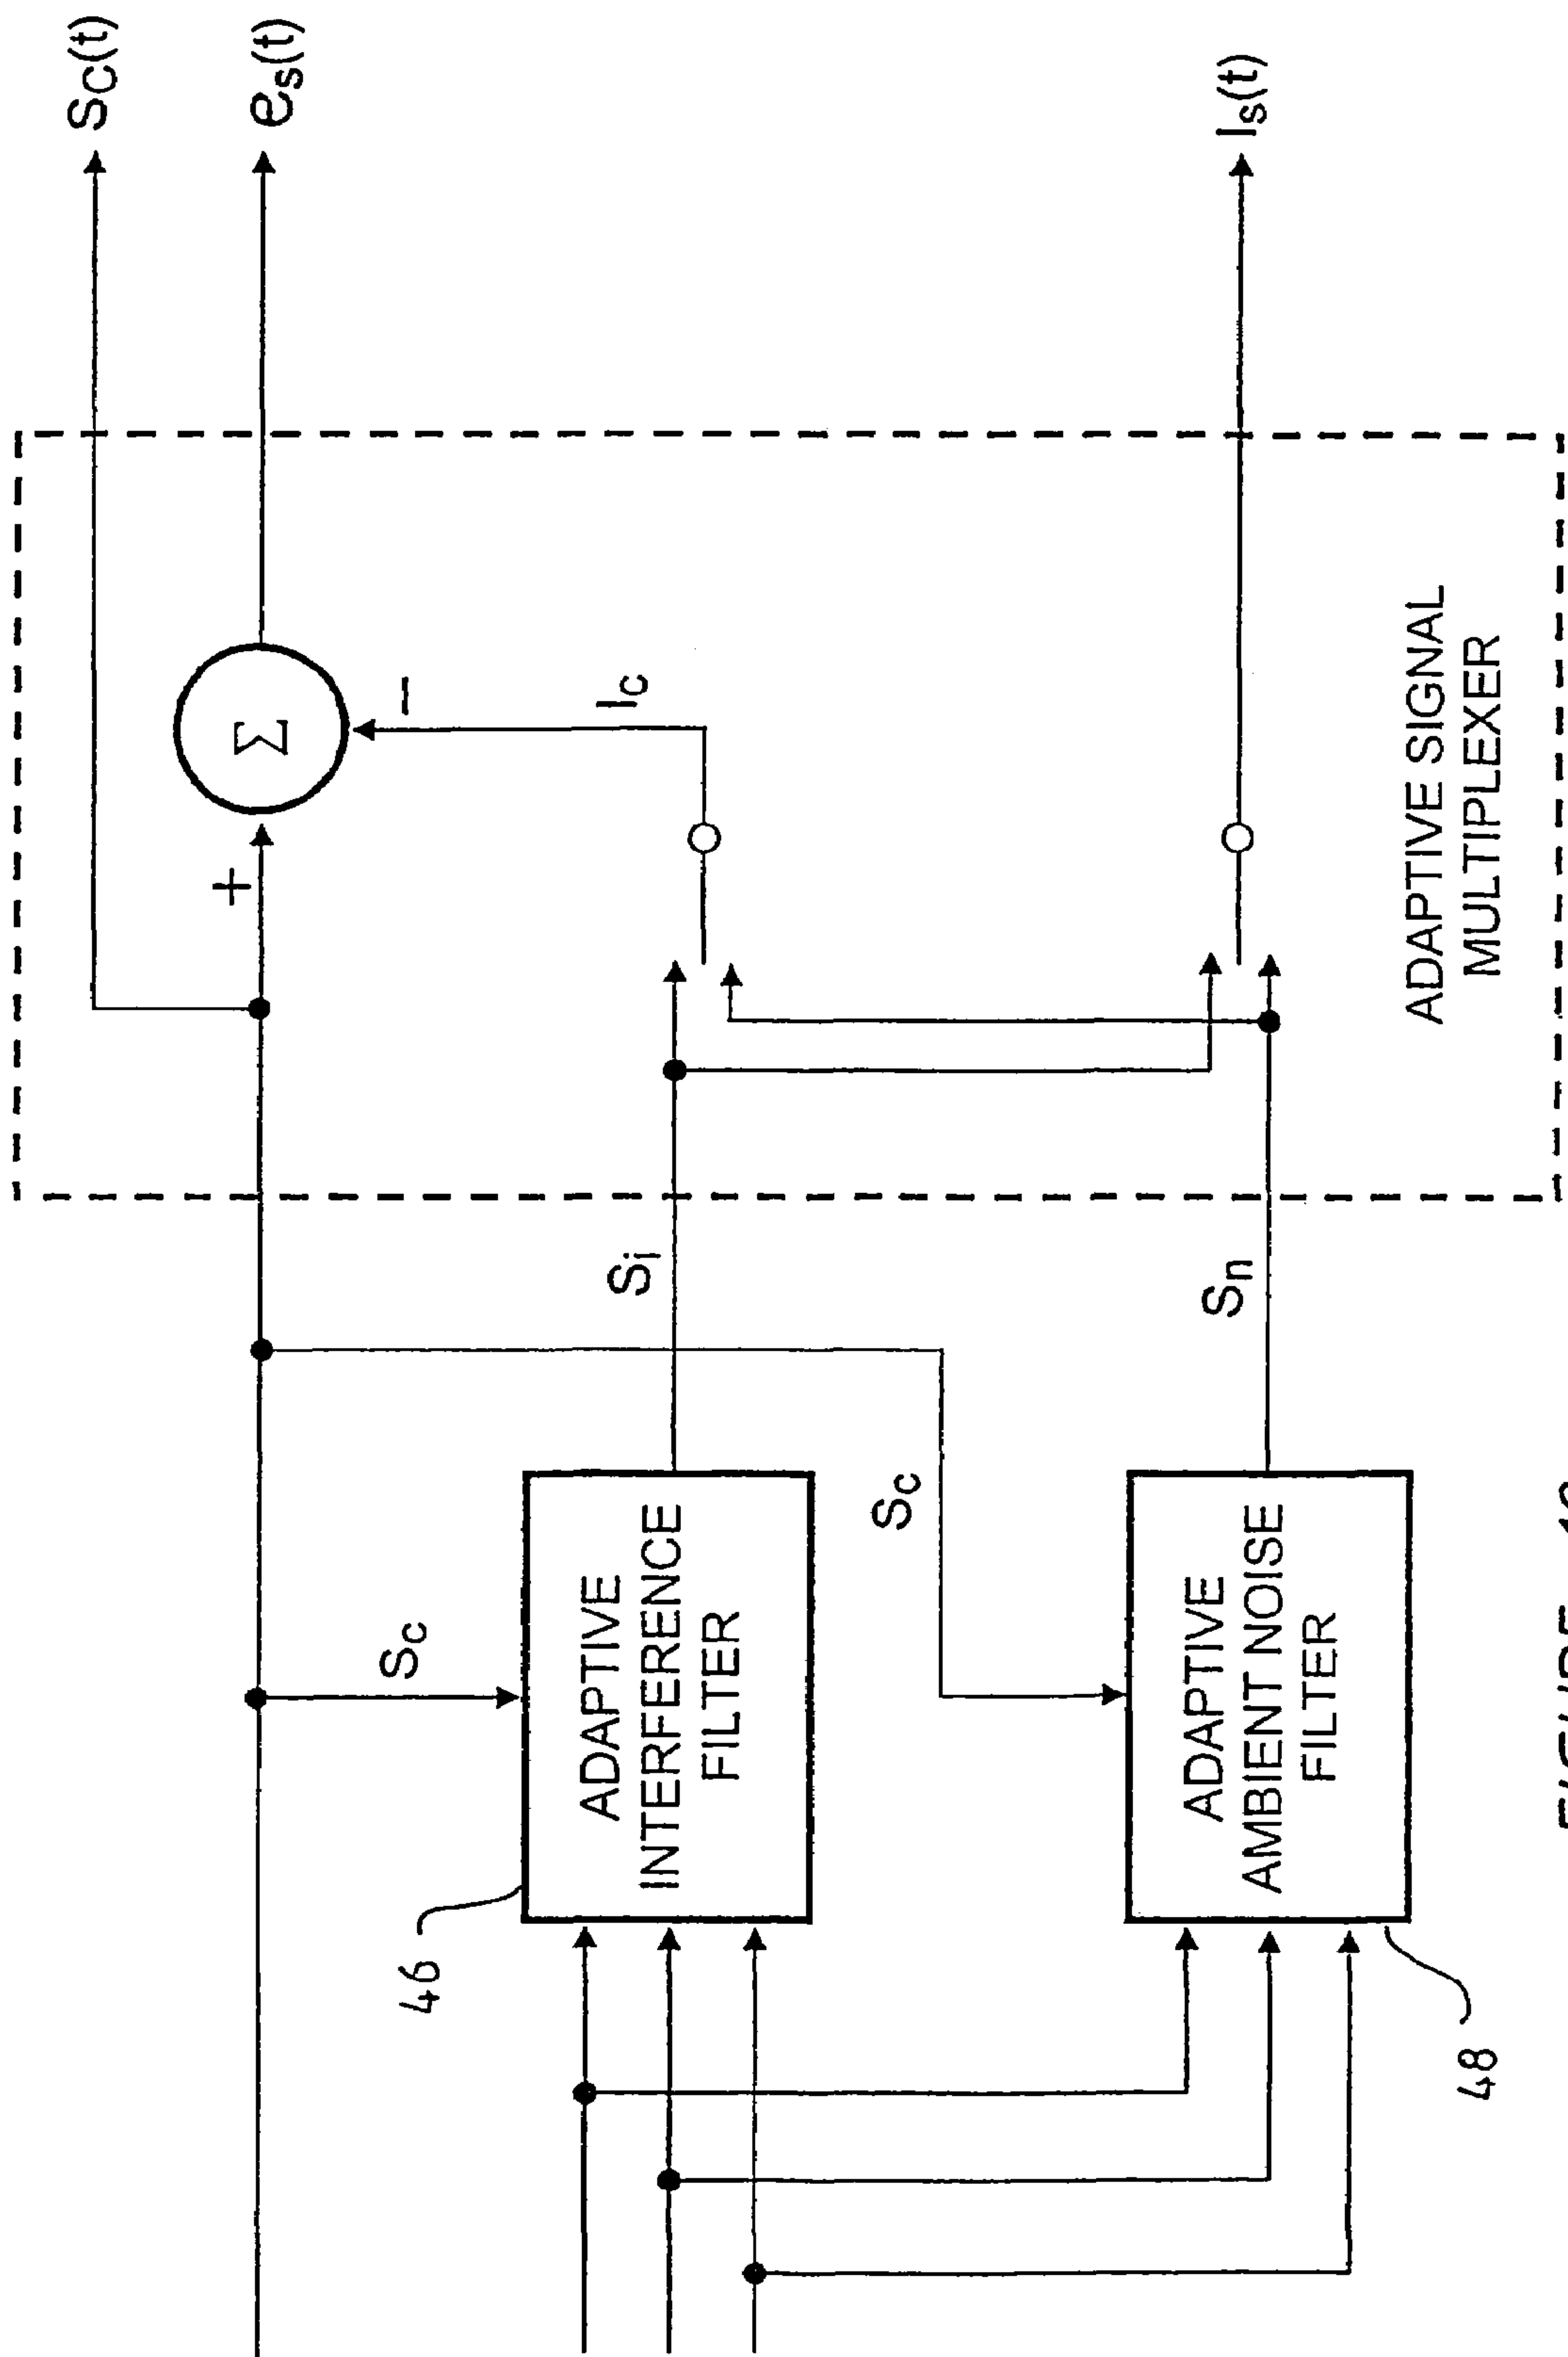 Sc(t)
es(t)
+
Σ
−
Ic
Is(t)
ADAPTIVE SIGNAL
MULTIPLEXER
Si
Sn
Sc
Sc
ADAPTIVE
INTERFERENCE
FILTER
46
ADAPTIVE
AMBIENT NOISE
FILTER
48
FIGURE